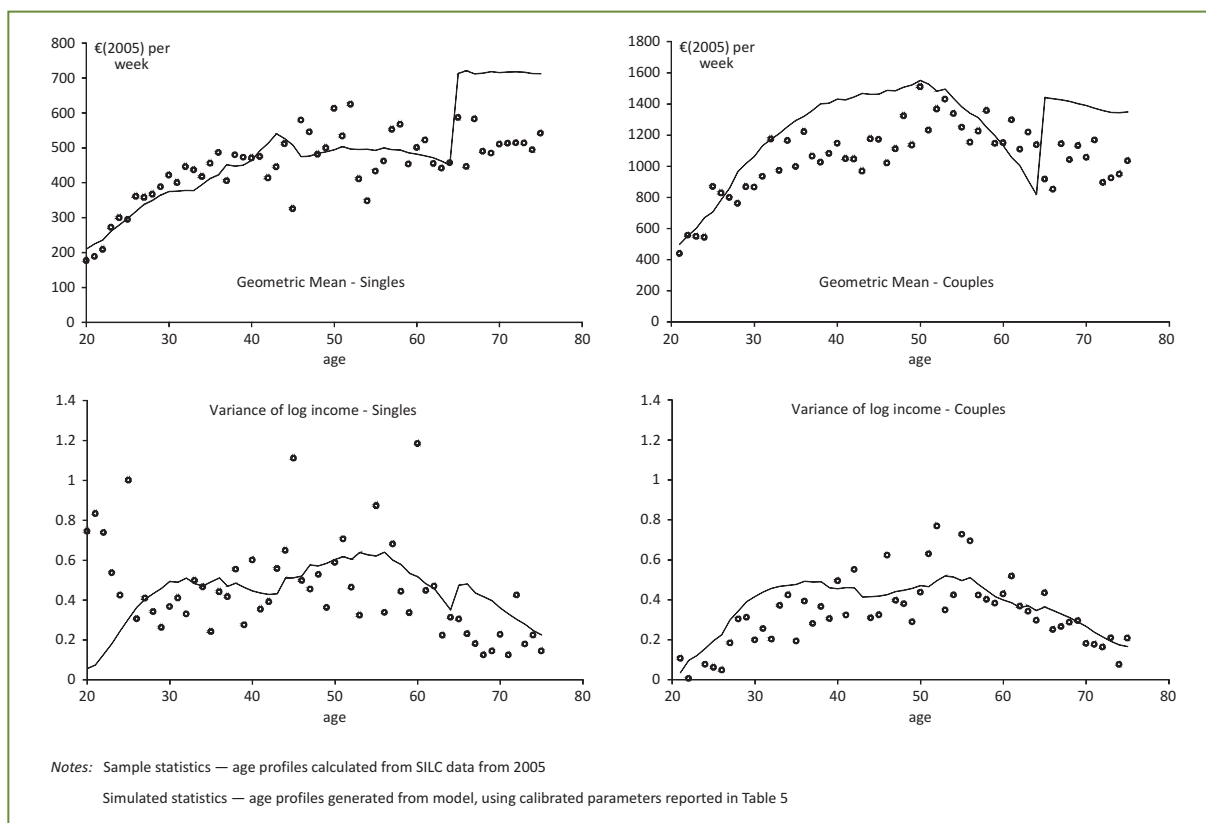 800
700
600
500
400
300
200
100
0
€(2005) per
week
Geometric Mean - Singles
20 30 40 50 60 70 80
age
1800
1600
1400
1200
1000
800
600
400
200
0
€(2005) per
week
Geometric Mean - Couples
20 30 40 50 60 70 80
age
1.4
1.2
1
0.8
0.6
0.4
0.2
0
Variance of log income - Singles
20 30 40 50 60 70 80
age
1.4
1.2
1
0.8
0.6
0.4
0.2
0
Variance of log income - Couples
20 30 40 50 60 70 80
age
Notes: Sample statistics — age profiles calculated from SILC data from 2005
Simulated statistics — age profiles generated from model, using calibrated parameters reported in Table 5